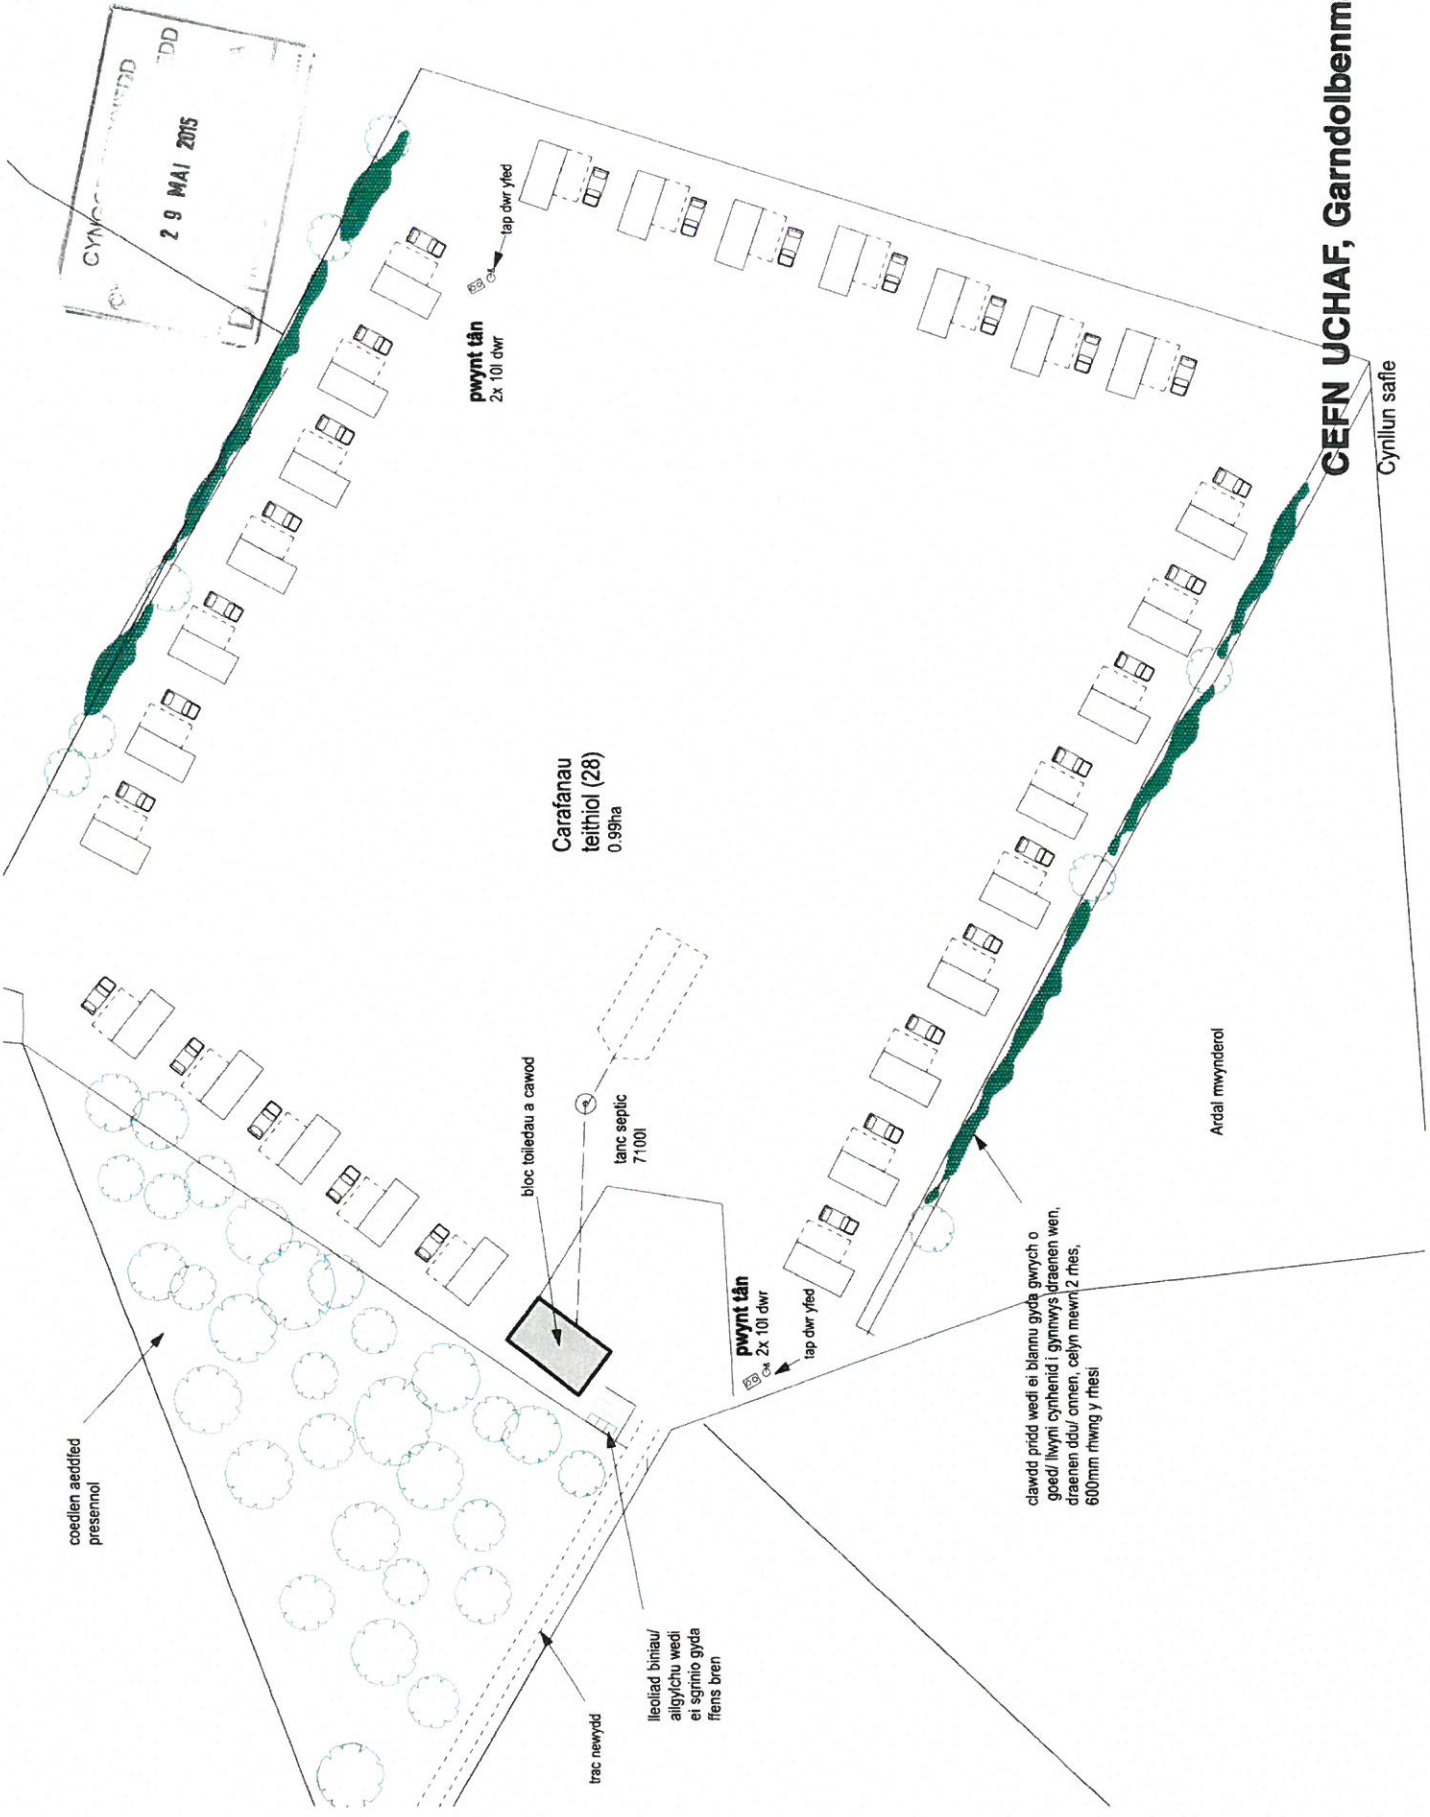 29 MAI 2015
tap dwr yfed
pwynt tân
2x 10l dwr
CEFN UCHAF, Garndolbenm
Cynllun safle
Carafanau
teithiol (28)
0.99ha
bloc toiledau a cawod
tanc septic
7100l
Ardal mwynderol
pwynt tân
2x 10l dwr
tap dwr yfed
clawdd pridd wedi ei blannu gyda gwrych o
goed/ llwyni cynhenid i gynnwys draenen wen,
draenen ddu/ onnen, celyn mewn 2 rhes,
600mm rhwng y rhesi
coedlen aeddfed
presennol
lleoliad biniau/
ailgylchu wedi
ei sgrinio gyda
ffens bren
trac newydd